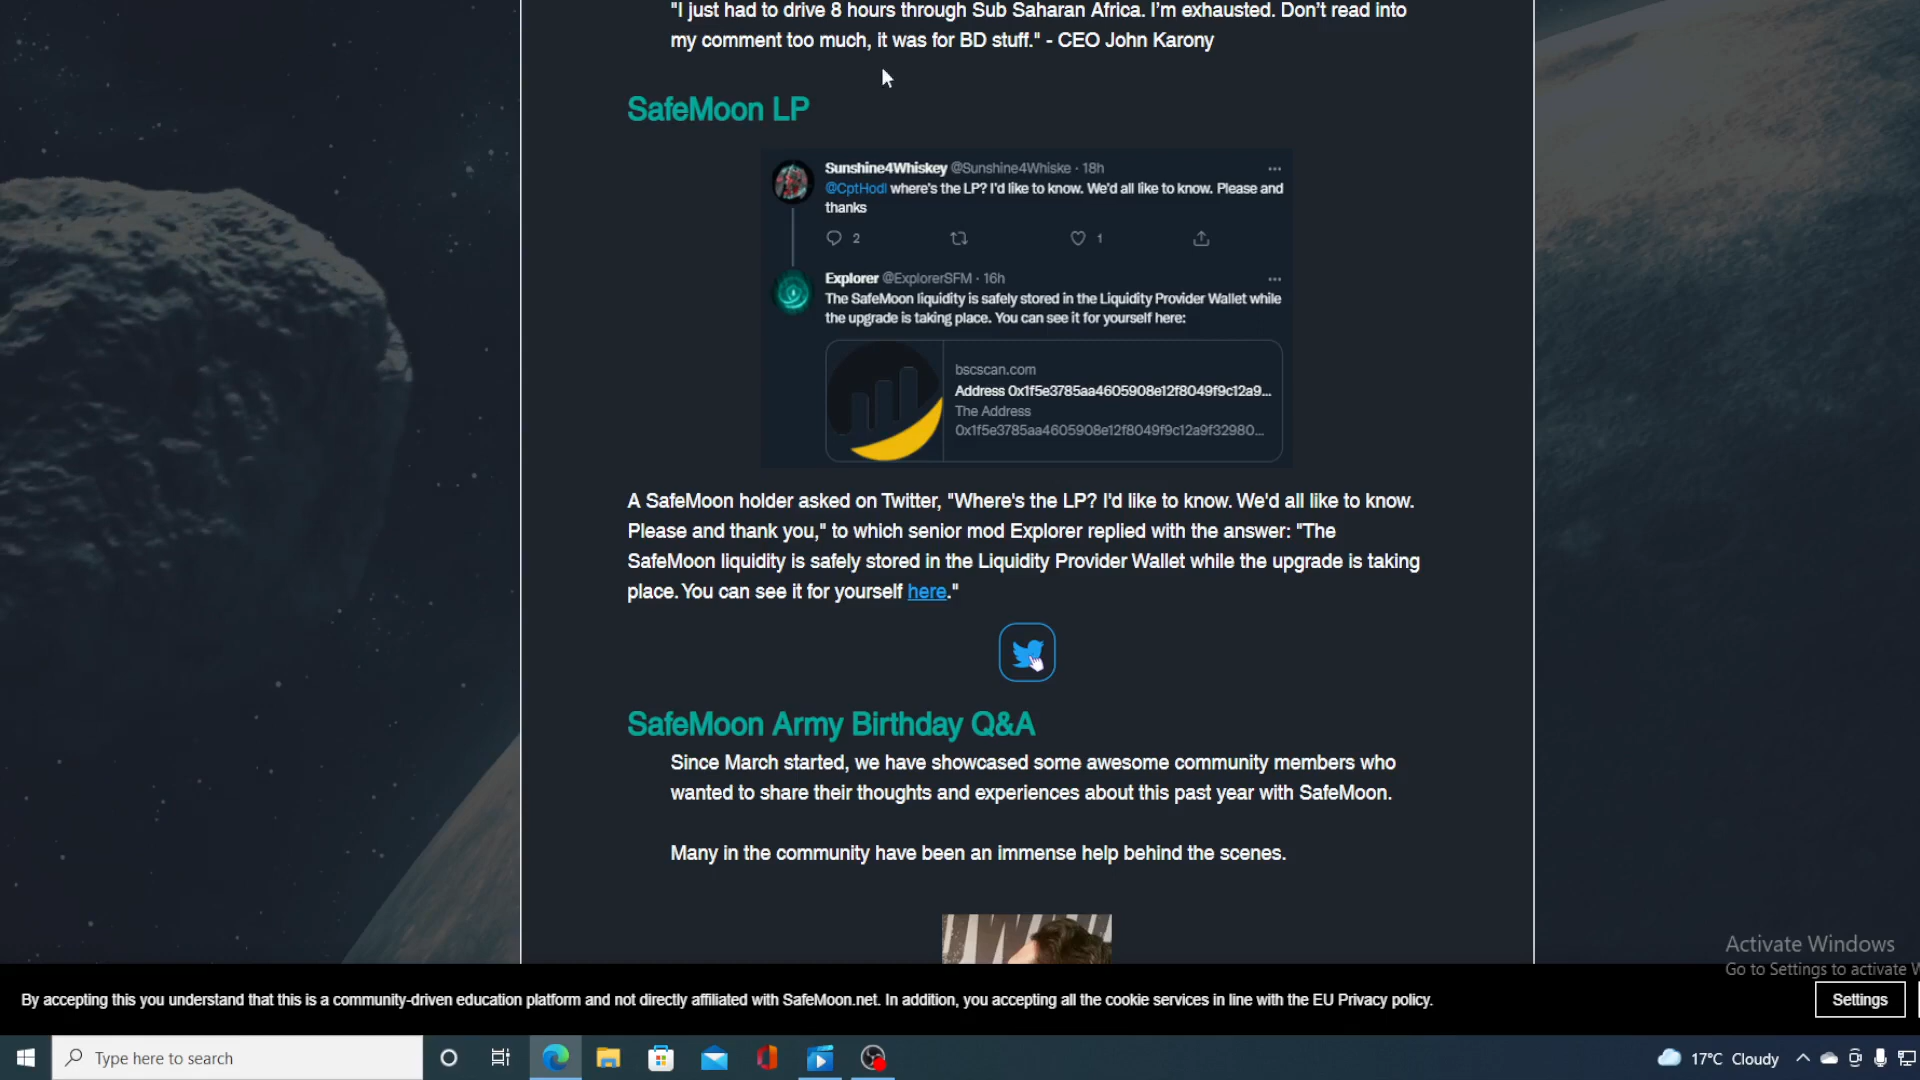 "I just had to drive 8 hours through Sub Saharan Africa. I'm exhausted. Don't read into
my comment too much, it was for BD stuff." - CEO John Karony
SafeMoon LP
Sunshine4Whiskey @Sunshine4Whiske · 18h
@CptHodl where's the LP? I'd like to know. We'd all like to know. Please and
thanks
2
1
Explorer @ExplorerSFM · 16h
The SafeMoon liquidity is safely stored in the Liquidity Provider Wallet while
the upgrade is taking place. You can see it for yourself here:
bscscan.com
Address 0x1f5e3785aa4605908e12f8049f9c12a9...
The Address
0x1f5e3785aa4605908e12f8049f9c12a9f32980...
A SafeMoon holder asked on Twitter, "Where's the LP? I'd like to know. We'd all like to know.
Please and thank you," to which senior mod Explorer replied with the answer: "The
SafeMoon liquidity is safely stored in the Liquidity Provider Wallet while the upgrade is taking
place. You can see it for yourself here."
SafeMoon Army Birthday Q&A
Since March started, we have showcased some awesome community members who
wanted to share their thoughts and experiences about this past year with SafeMoon.
Many in the community have been an immense help behind the scenes.
Activate Windows
Go to Settings to activate W
By accepting this you understand that this is a community-driven education platform and not directly affiliated with SafeMoon.net. In addition, you accepting all the cookie services in line with the EU Privacy policy.
Settings
Type here to search
17°C Cloudy